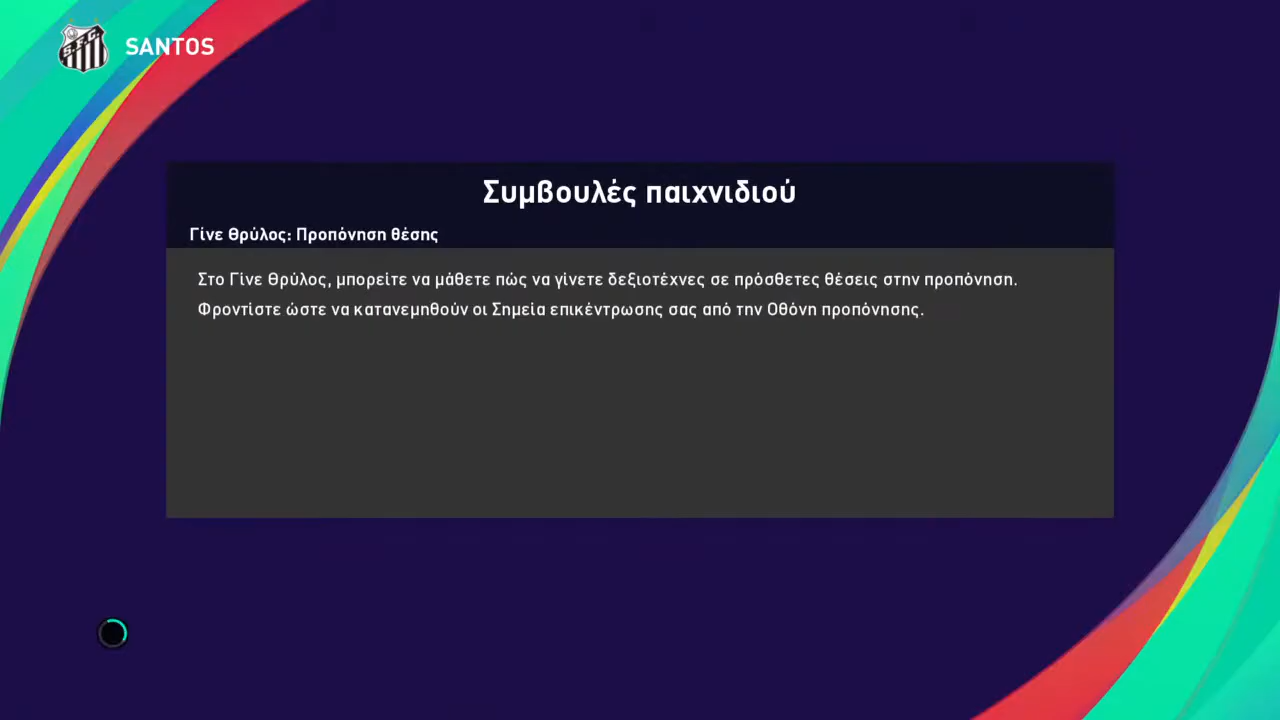 SANTOS
Συμβουλές παιχνιδιού
Γίνε Θρύλος: Προπόνηση θέσης
Στο Γίνε Θρύλος, μπορείτε να μάθετε πώς να γίνετε δεξιοτέχνες σε πρόσθετες θέσεις στην προπόνηση.
Φροντίστε ώστε να κατανεμηθούν οι Σημεία επικέντρωσης σας από την Οθόνη προπόνησης.